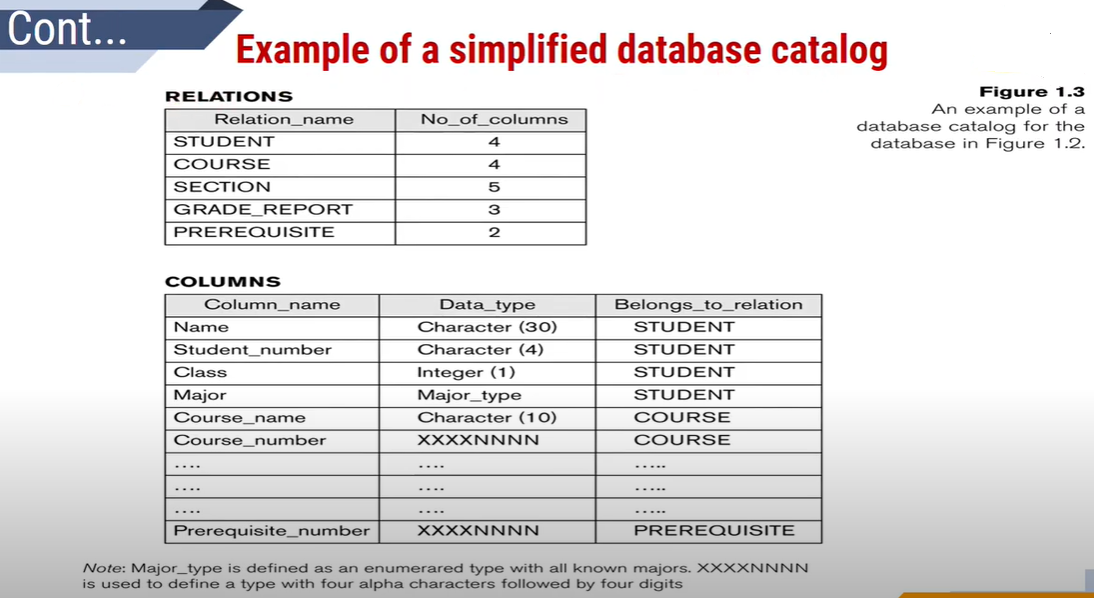 Cont...
Example of a simplified database catalog
Figure 1.3
An example of a
database catalog for the
database in Figure 1.2.
RELATIONS
Relation_name No_of_columns
STUDENT 4
COURSE 4
SECTION 5
GRADE_REPORT 3
PREREQUISITE 2
COLUMNS
Column_name Data_type Belongs_to_relation
Name Character (30) STUDENT
Student_number Character (4) STUDENT
Class Integer (1) STUDENT
Major Major_type STUDENT
Course_name Character (10) COURSE
Course_number XXXXNNNN COURSE
.... .... .....
.... .... .....
.... .... .....
Prerequisite_number XXXXNNNN PREREQUISITE
Note: Major_type is defined as an enumerared type with all known majors. XXXXNNNN
is used to define a type with four alpha characters followed by four digits